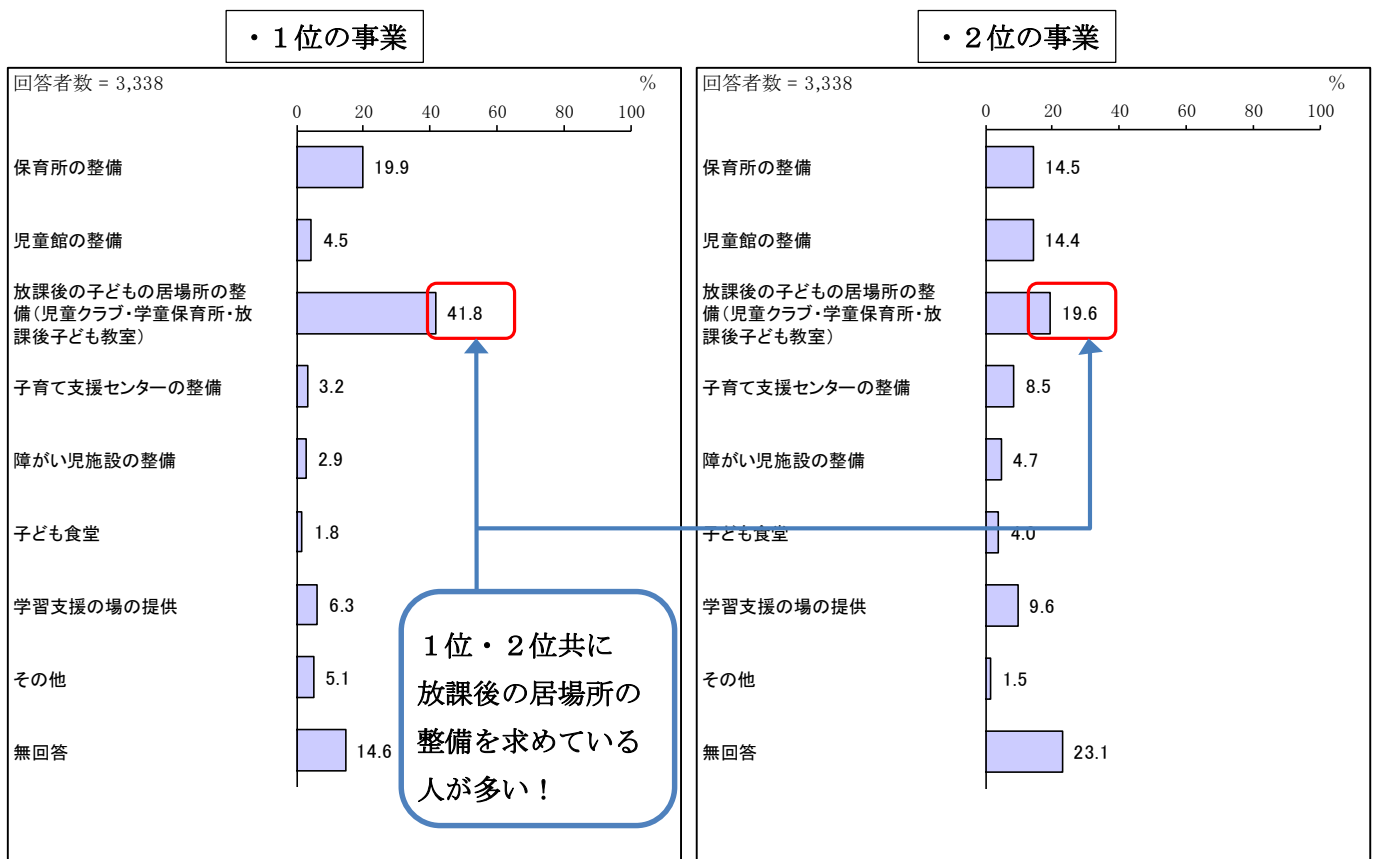 ・１位の事業
回答者数 = 3,338
%
0 20 40 60 80 100
保育所の整備 19.9
児童館の整備 4.5
放課後の子どもの居場所の整
備（児童クラブ・学童保育所・放
課後子ども教室） 41.8
子育て支援センターの整備 3.2
障がい児施設の整備 2.9
子ども食堂 1.8
学習支援の場の提供 6.3
その他 5.1
無回答 14.6
１位・２位共に
放課後の居場所の
整備を求めている
人が多い！
・２位の事業
回答者数 = 3,338
%
0 20 40 60 80 100
保育所の整備 14.5
児童館の整備 14.4
放課後の子どもの居場所の整
備（児童クラブ・学童保育所・放
課後子ども教室） 19.6
子育て支援センターの整備 8.5
障がい児施設の整備 4.7
子ども食堂 4.0
学習支援の場の提供 9.6
その他 1.5
無回答 23.1